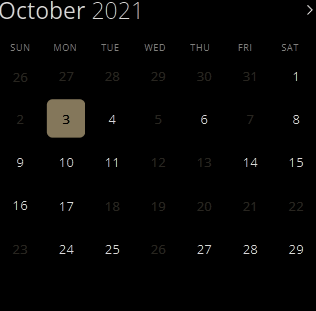 October 2021
SUN MON TUE WED THU FRI SAT
26 27 28 29 30 31 1
2 3 4 5 6 7 8
9 10 11 12 13 14 15
16 17 18 19 20 21 22
23 24 25 26 27 28 29